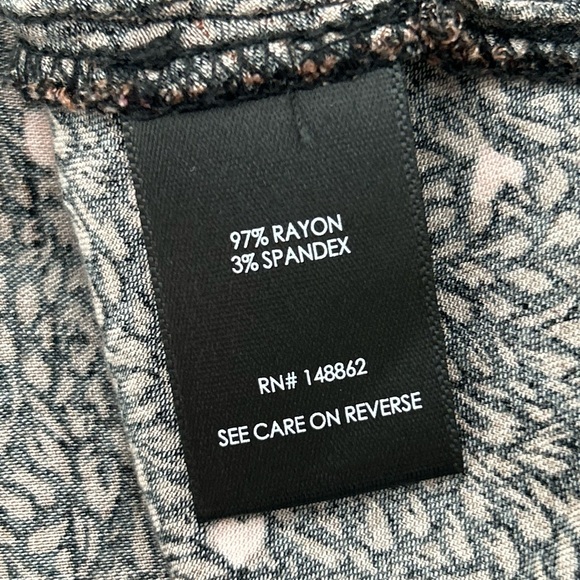 97% RAYON
3% SPANDEX
RN# 148862
SEE CARE ON REVERSE